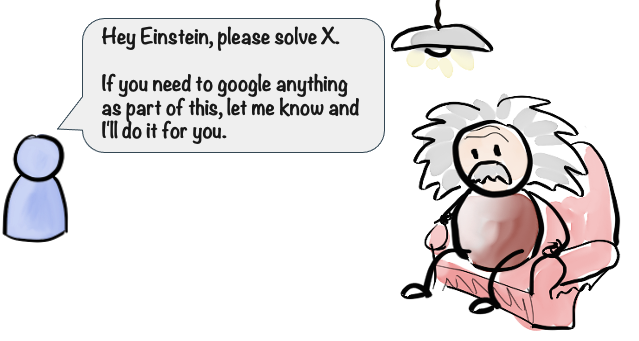 Hey Einstein, please solve X.
If you need to google anything
as part of this, let me know and
I'll do it for you.